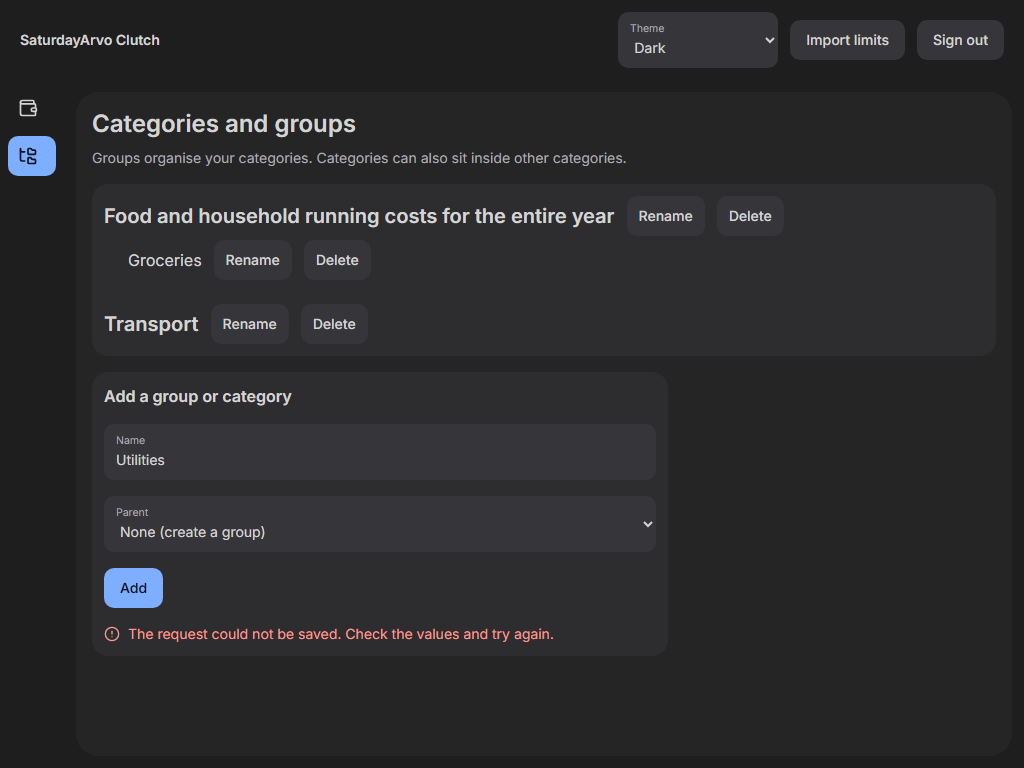 SaturdayArvo Clutch
Theme
Dark
Import limits
Sign out
Categories and groups
Groups organise your categories. Categories can also sit inside other categories.
Food and household running costs for the entire year
Rename
Delete
Groceries
Rename
Delete
Transport
Rename
Delete
Add a group or category
Name
Utilities
Parent
None (create a group)
Add
The request could not be saved. Check the values and try again.